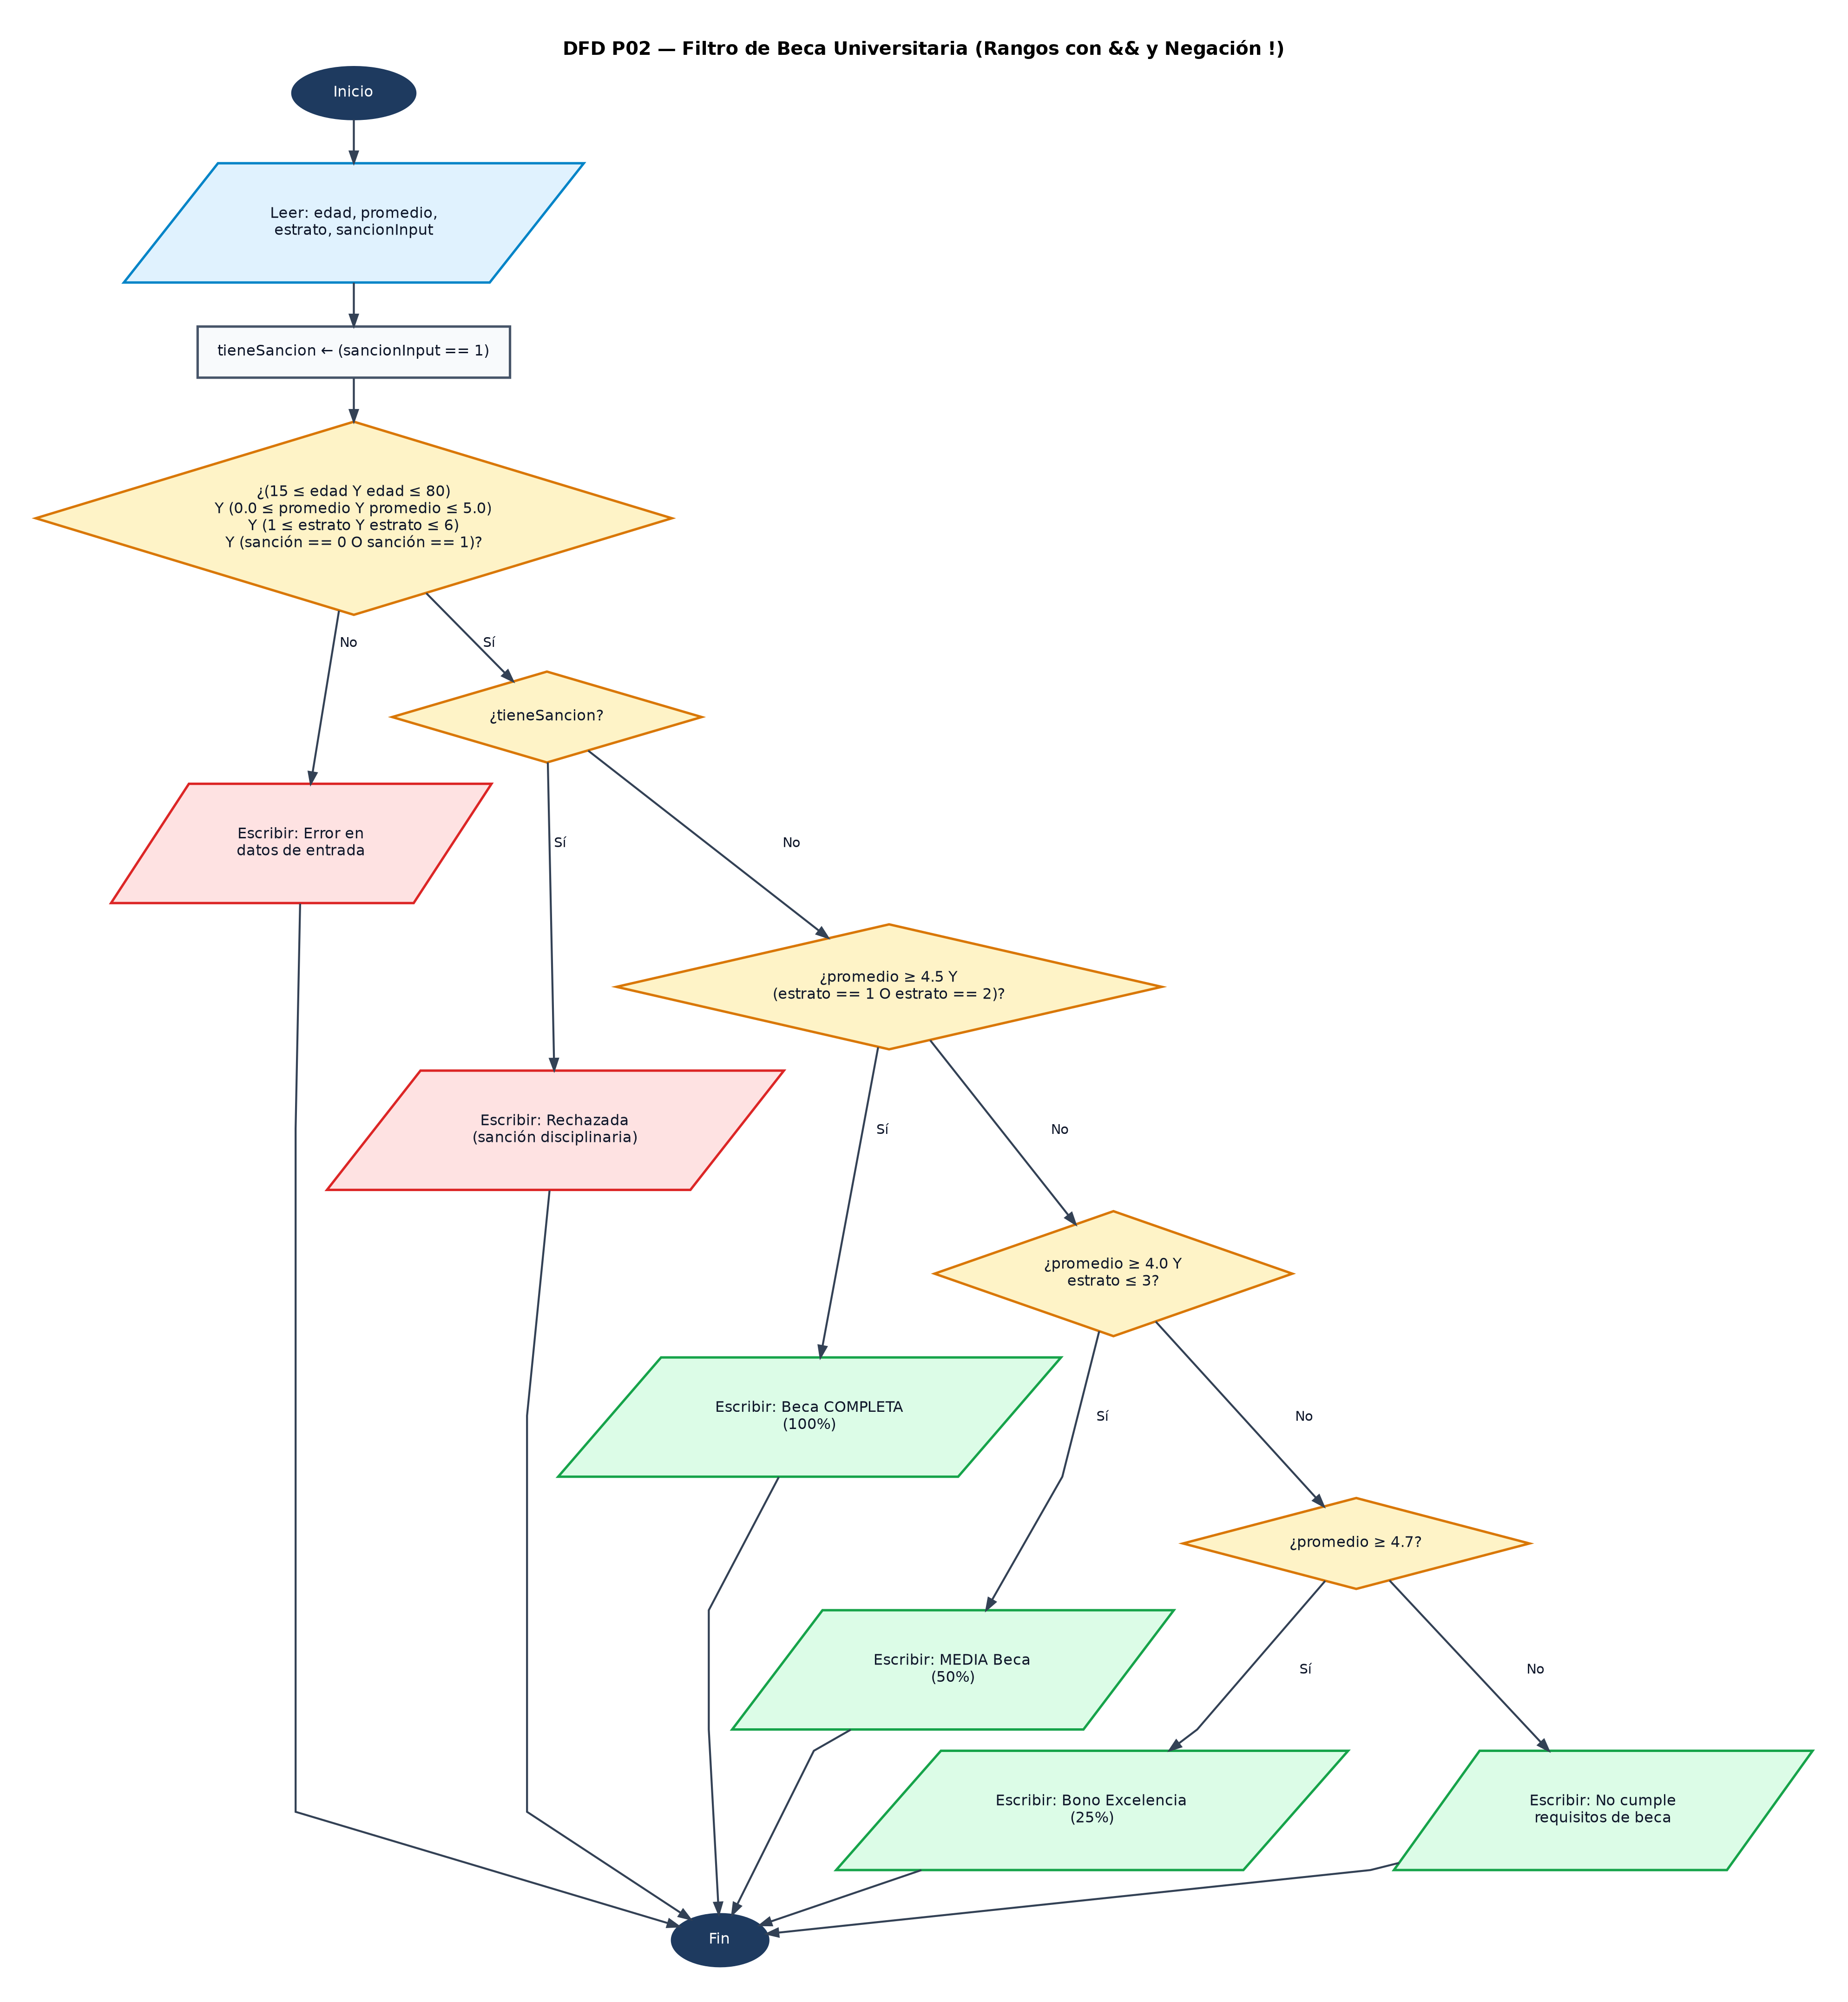 DFD P02 — Filtro de Beca Universitaria (Rangos con && y Negación !)
Inicio
Leer: edad, promedio,
estrato, sancionInput
tieneSancion ← (sancionInput == 1)
¿(15 ≤ edad Y edad ≤ 80)
Y (0.0 ≤ promedio Y promedio ≤ 5.0)
Y (1 ≤ estrato Y estrato ≤ 6)
Y (sanción == 0 O sanción == 1)?
No
Sí
¿tieneSancion?
Escribir: Error en
datos de entrada
Sí
No
¿promedio ≥ 4.5 Y
(estrato == 1 O estrato == 2)?
Escribir: Rechazada
(sanción disciplinaria)
Sí
No
¿promedio ≥ 4.0 Y
estrato ≤ 3?
Escribir: Beca COMPLETA
(100%)
Sí
No
¿promedio ≥ 4.7?
Escribir: MEDIA Beca
(50%)
Sí
No
Escribir: Bono Excelencia
(25%)
Escribir: No cumple
requisitos de beca
Fin